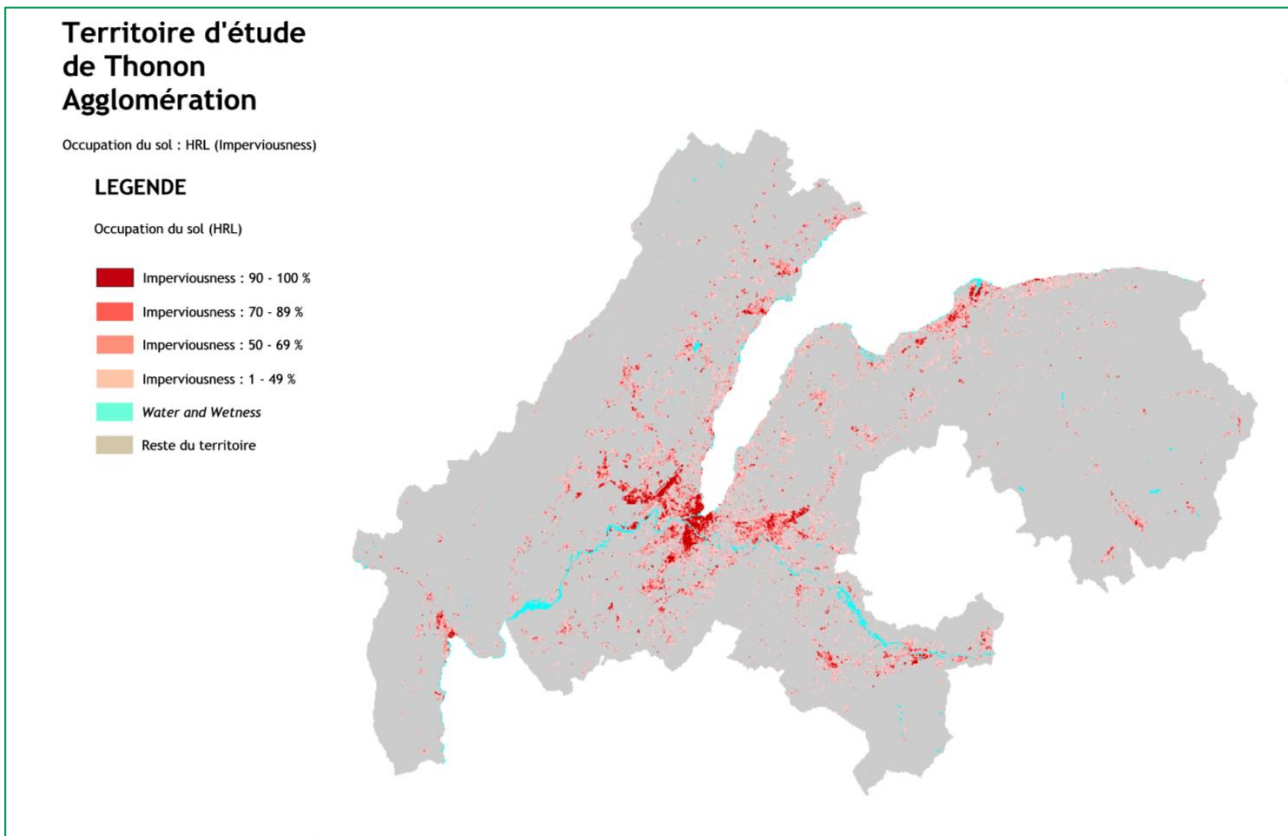 Territoire d'étude
de Thonon
Agglomération
Occupation du sol : HRL (Imperviousness)
LEGENDE
Occupation du sol (HRL)
Imperviousness : 90 - 100 %
Imperviousness : 70 - 89 %
Imperviousness : 50 - 69 %
Imperviousness : 1 - 49 %
Water and Wetness
Reste du territoire